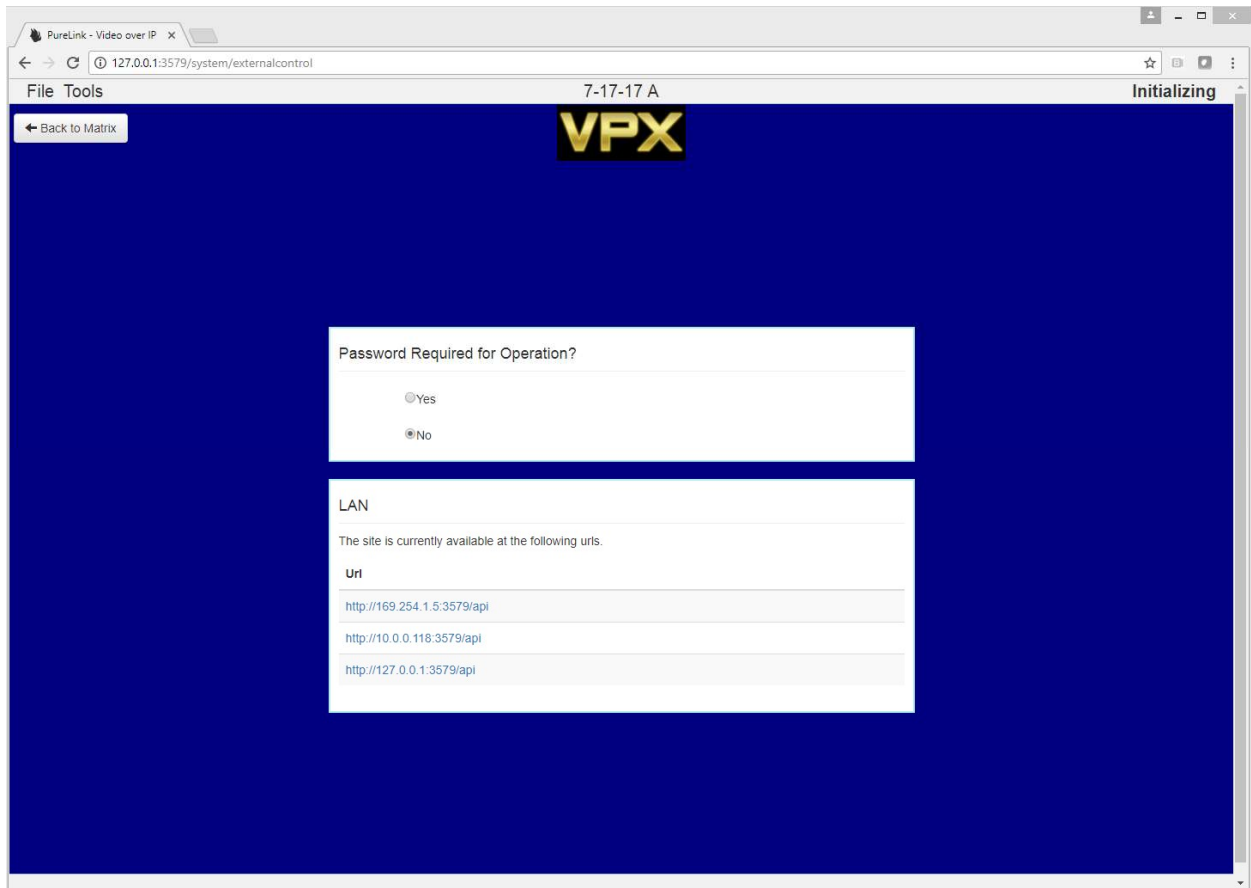 PureLink - Video over IP
127.0.0.1:3579/system/externalcontrol
File Tools 7-17-17 A Initializing
Back to Matrix
VPX
Password Required for Operation?
Yes
No
LAN
The site is currently available at the following urls.
Url
http://169.254.1.5:3579/api
http://10.0.0.118:3579/api
http://127.0.0.1:3579/api